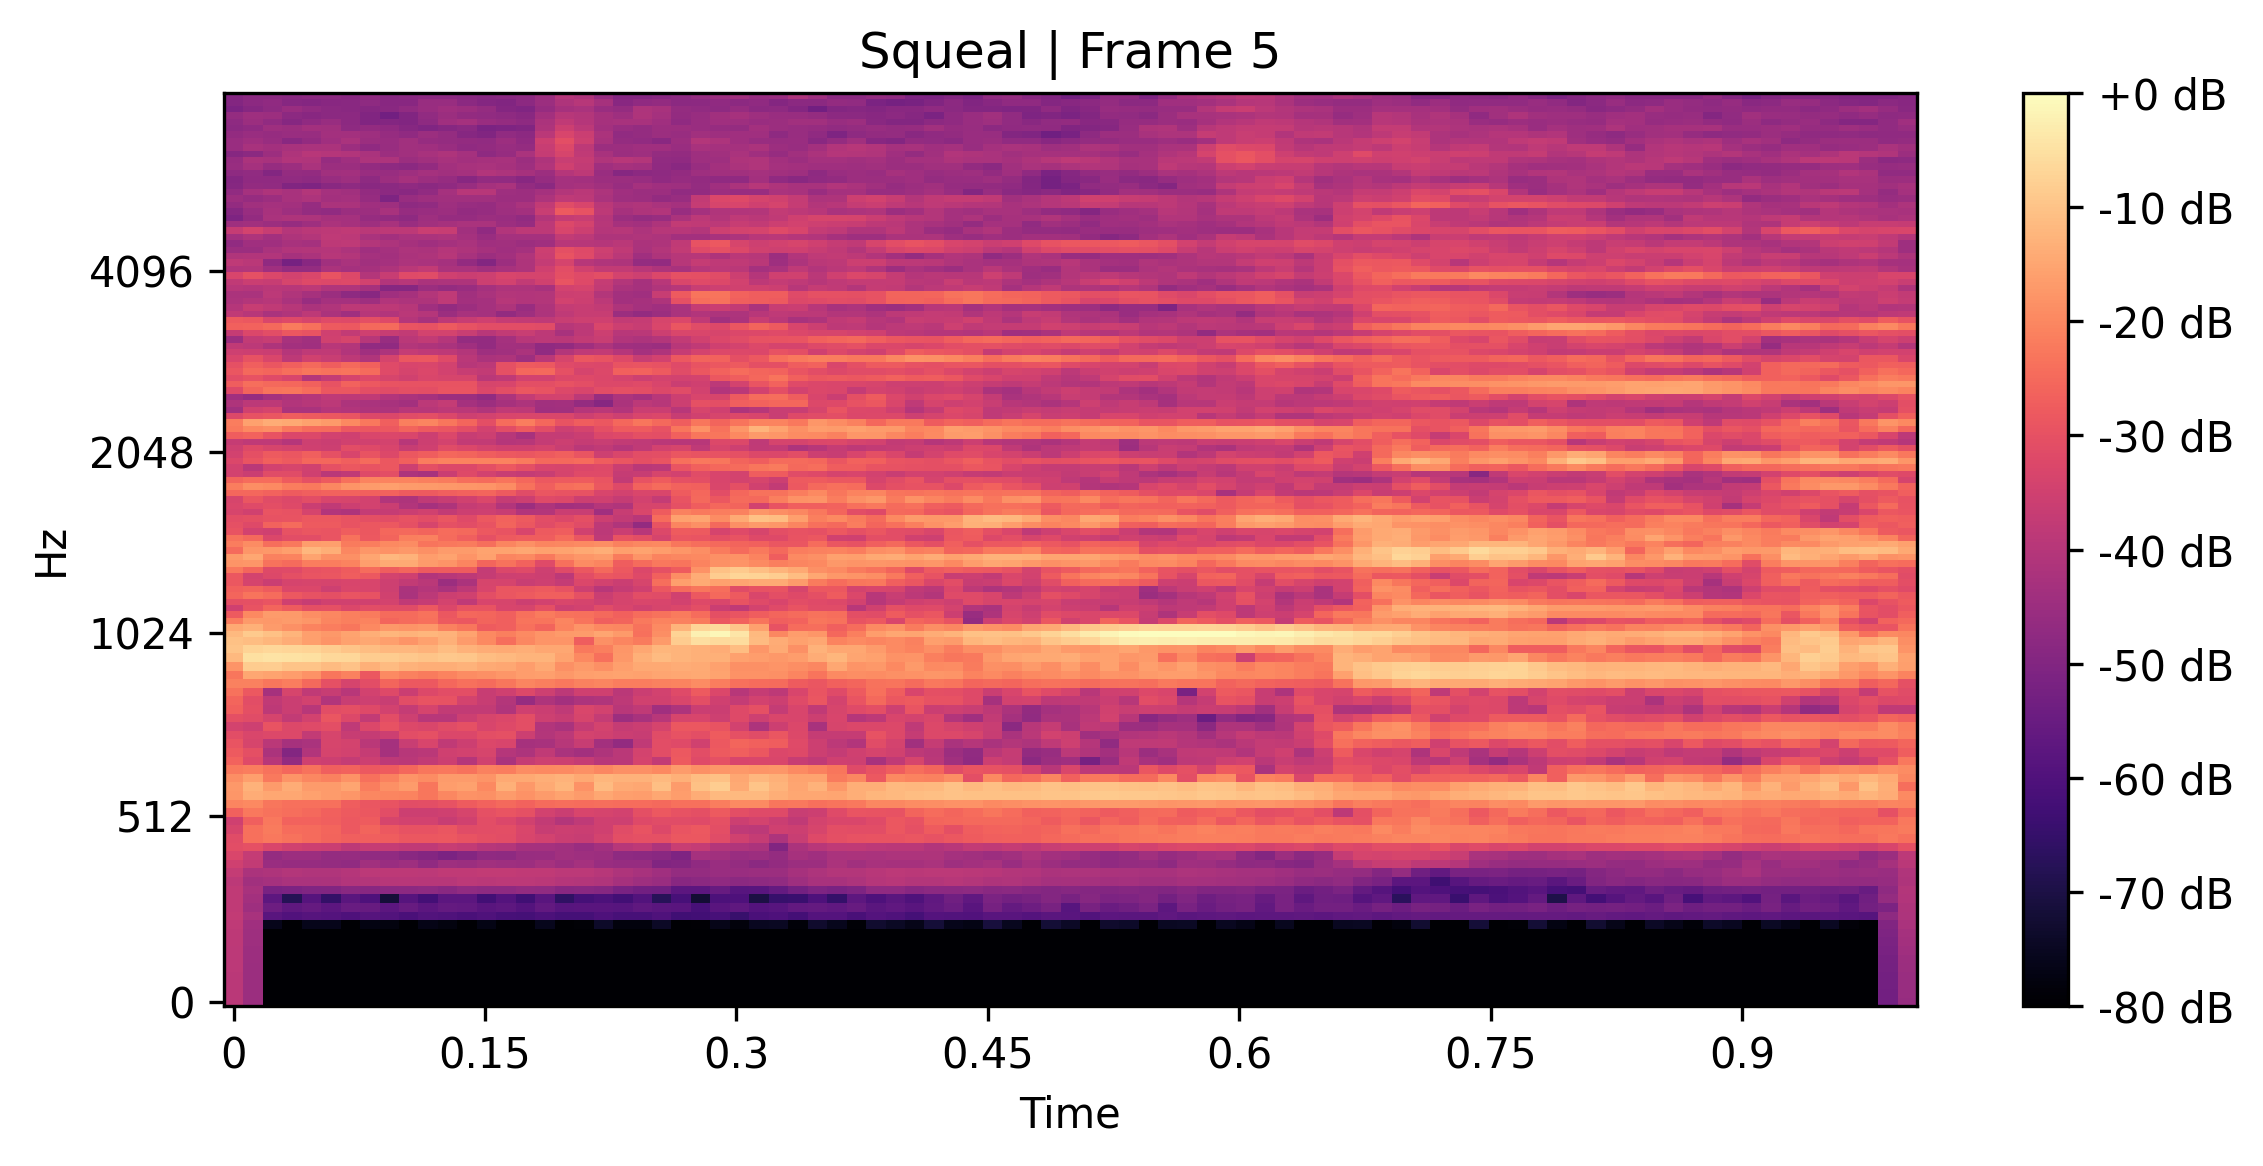 Squeal | Frame 5
Hz
4096
2048
1024
512
0
0 0.15 0.3 0.45 0.6 0.75 0.9
Time
+0 dB
-10 dB
-20 dB
-30 dB
-40 dB
-50 dB
-60 dB
-70 dB
-80 dB